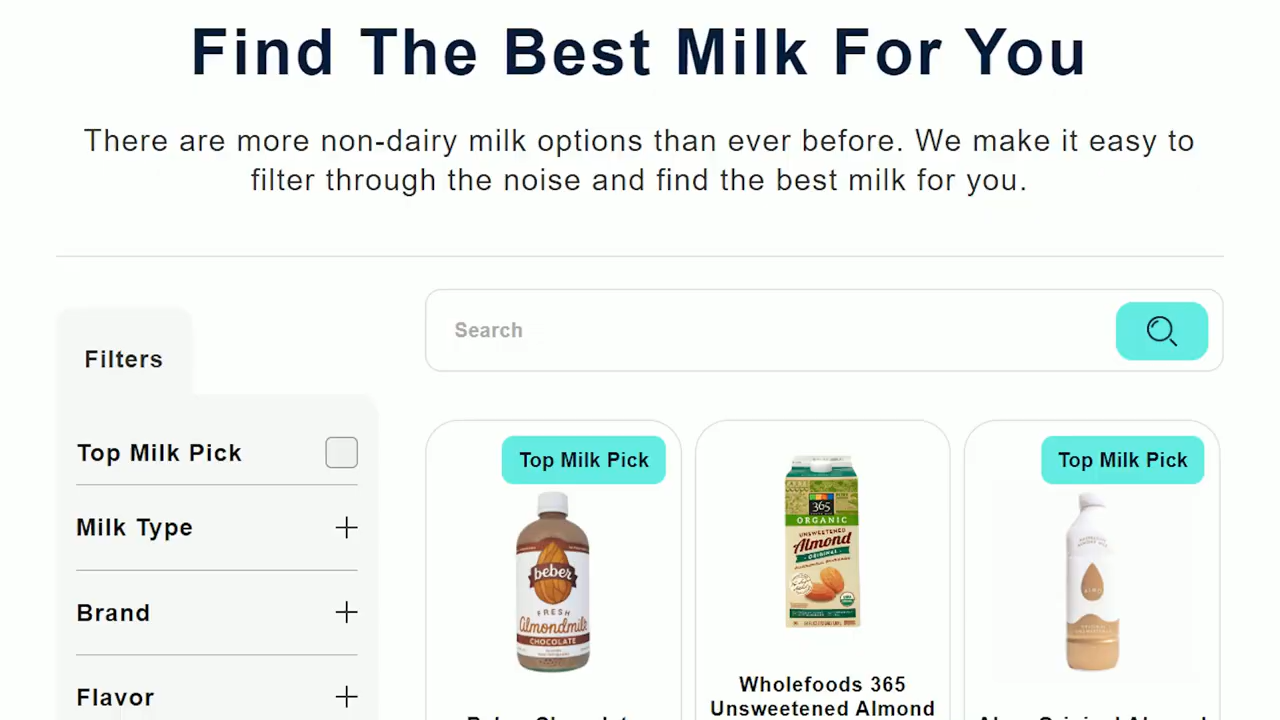 Find The Best Milk For You
There are more non-dairy milk options than ever before. We make it easy to
filter through the noise and find the best milk for you.
Search
Filters
Top Milk Pick
Milk Type
Brand
Flavor
Top Milk Pick
beber
FRESH
Almondmilk
CHOCOLATE
365
ORGANIC
UNSWEETENED
Almond
ORIGINAL
Wholefoods 365
Unsweetened Almond
Top Milk Pick